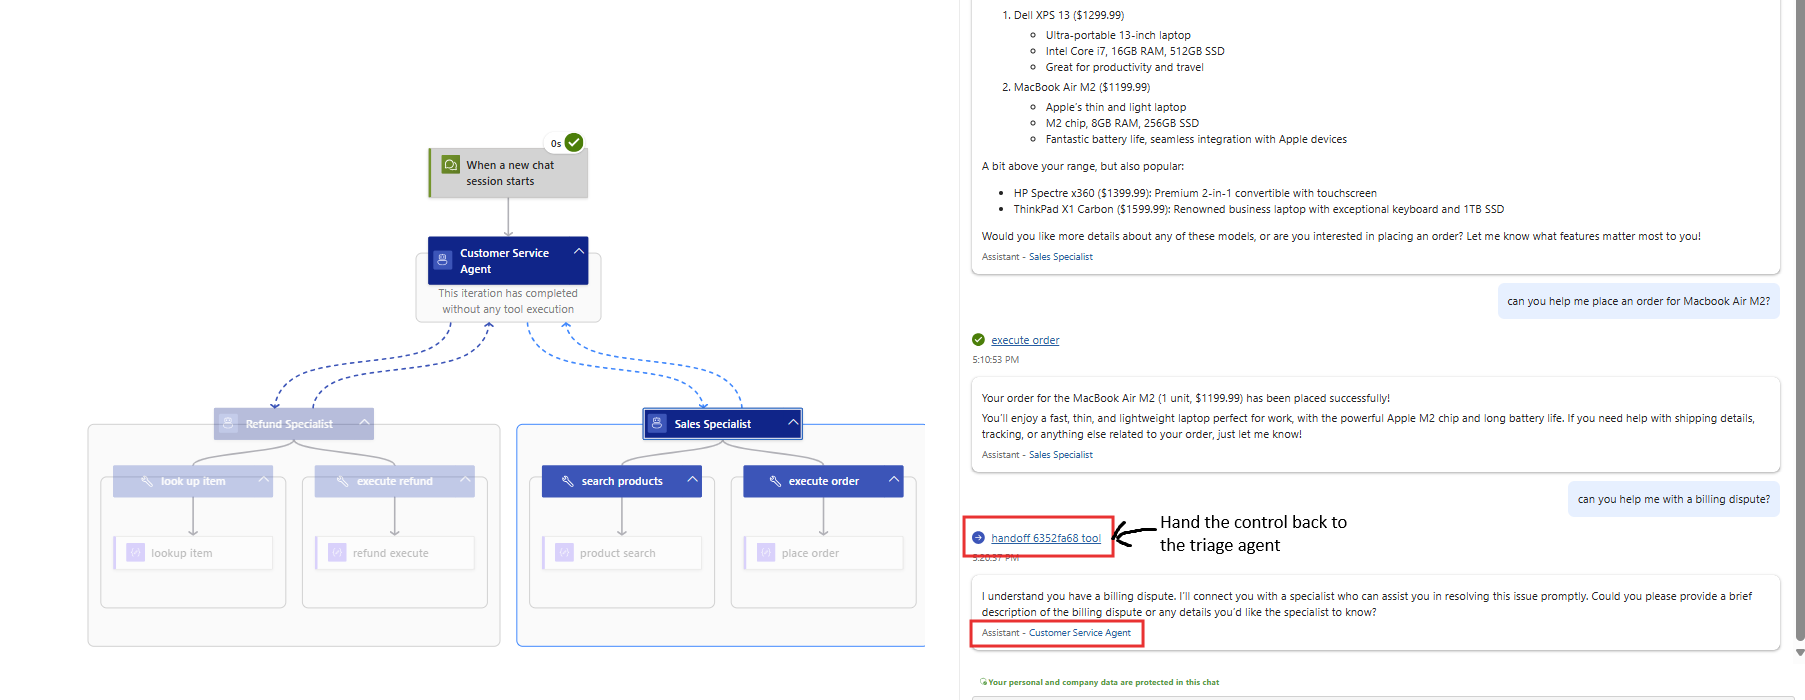 0s
When a new chat
session starts
Customer Service
Agent
This iteration has completed
without any tool execution
Refund Specialist
look up item
execute refund
lookup item
refund execute
Sales Specialist
search products
execute order
product search
place order
1. Dell XPS 13 ($1299.99)
Ultra-portable 13-inch laptop
Intel Core i7, 16GB RAM, 512GB SSD
Great for productivity and travel
2. MacBook Air M2 ($1199.99)
Apple's thin and light laptop
M2 chip, 8GB RAM, 256GB SSD
Fantastic battery life, seamless integration with Apple devices
A bit above your range, but also popular:
HP Spectre x360 ($1399.99): Premium 2-in-1 convertible with touchscreen
ThinkPad X1 Carbon ($1599.99): Renowned business laptop with exceptional keyboard and 1TB SSD
Would you like more details about any of these models, or are you interested in placing an order? Let me know what features matter most to you!
Assistant - Sales Specialist
can you help me place an order for Macbook Air M2?
execute order
5:10:53 PM
Your order for the MacBook Air M2 (1 unit, $1199.99) has been placed successfully!
You'll enjoy a fast, thin, and lightweight laptop perfect for work, with the powerful Apple M2 chip and long battery life. If you need help with shipping details,
tracking, or anything else related to your order, just let me know!
Assistant - Sales Specialist
can you help me with a billing dispute?
handoff 6352fa68 tool
Hand the control back to
the triage agent
5:20:37 PM
I understand you have a billing dispute. I'll connect you with a specialist who can assist you in resolving this issue promptly. Could you please provide a brief
description of the billing dispute or any details you'd like the specialist to know?
Assistant - Customer Service Agent
Your personal and company data are protected in this chat